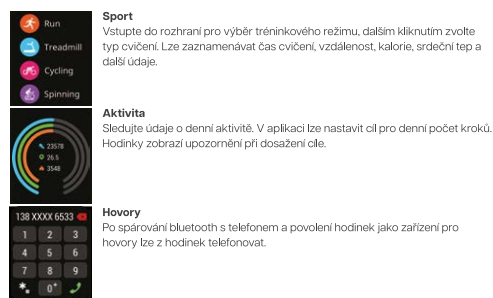 Run
Treadmill
Cycling
Spinning
Sport
Vstupte do rozhraní pro výběr tréninkového režimu, dalším kliknutím zvolte
typ cvičení. Lze zaznamenávat čas cvičení, vzdálenost, kalorie, srdeční tep a
další údaje.
23578
26.5
3548
Aktivita
Sledujte údaje o denní aktivitě. V aplikaci lze nastavit cíl pro denní počet kroků.
Hodinky zobrazí upozornění při dosažení cíle.
138 XXXX 6533
1 2 3
4 5 6
7 8 9
*. 0+
Hovory
Po spárování bluetooth s telefonem a povolení hodinek jako zařízení pro
hovory lze z hodinek telefonovat.